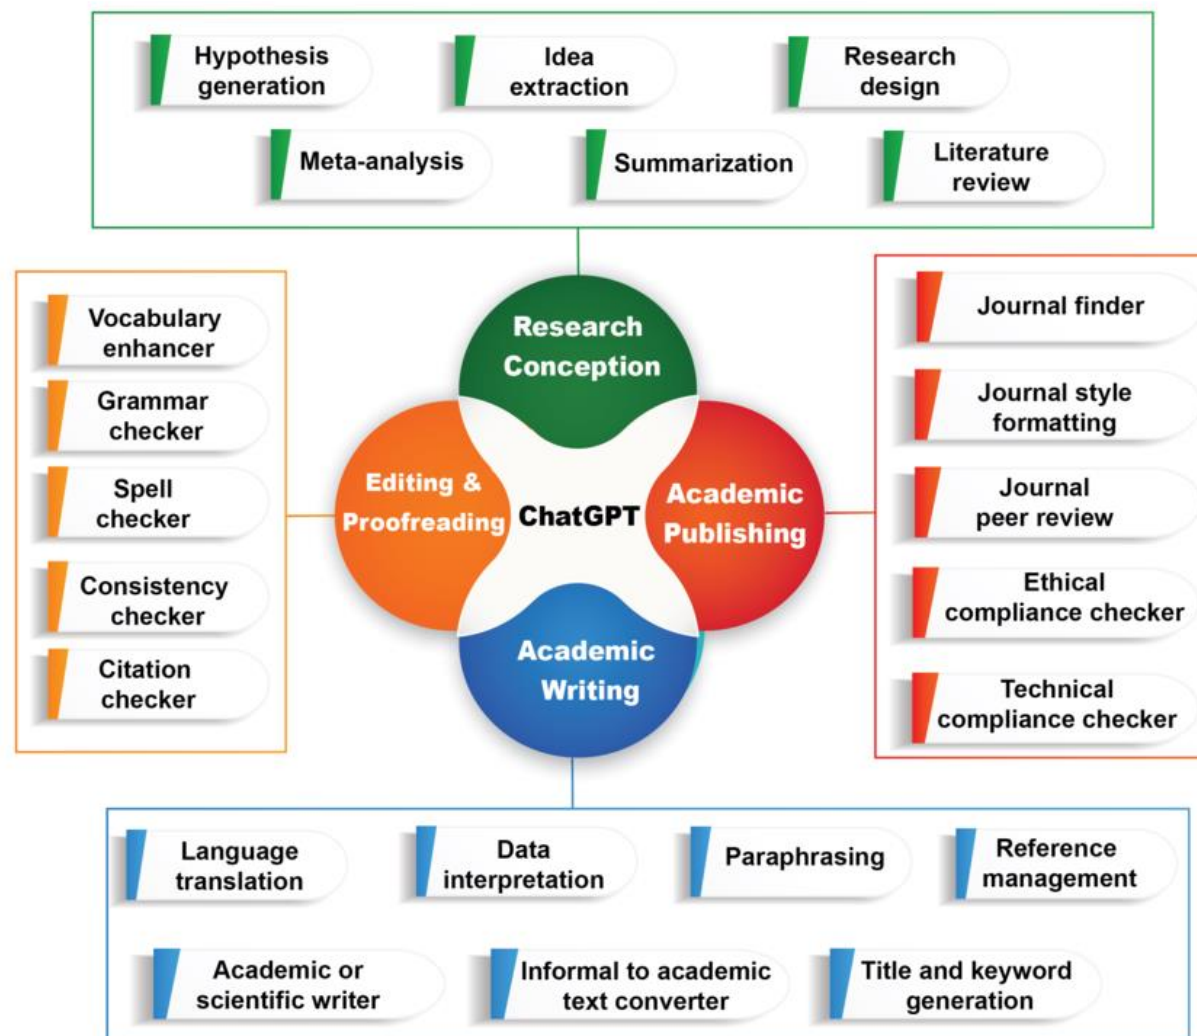 Hypothesis
generation
Idea
extraction
Research
design
Meta-analysis
Summarization
Literature
review
Research
Conception
Vocabulary
enhancer
Grammar
checker
Spell
checker
Consistency
checker
Citation
checker
Editing &
Proofreading
ChatGPT
Academic
Publishing
Journal finder
Journal style
formatting
Journal
peer review
Ethical
compliance checker
Technical
compliance checker
Academic
Writing
Language
translation
Data
interpretation
Paraphrasing
Reference
management
Academic or
scientific writer
Informal to academic
text converter
Title and keyword
generation